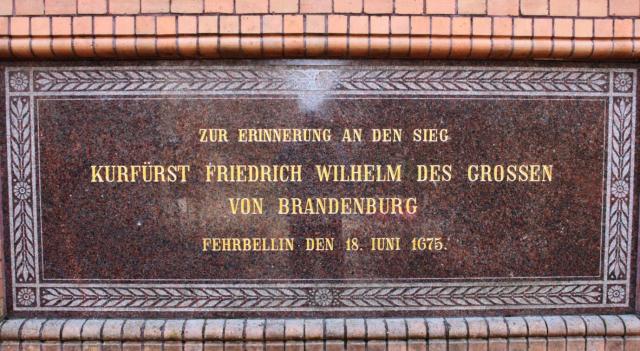 ZUR ERINNERUNG AN DEN SIEG
KURFÜRST FRIEDRICH WILHELM DES GROSSEN
VON BRANDENBURG
FEHRBELLIN DEN 18. IUNI 1675.